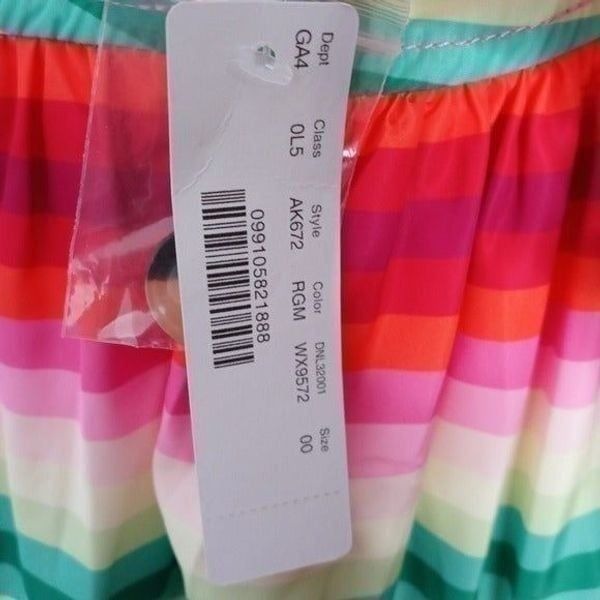 Dept Class Style Color DNL32001 Size
GA4 0L5 AK672 RGM WX9572 00
099105821888